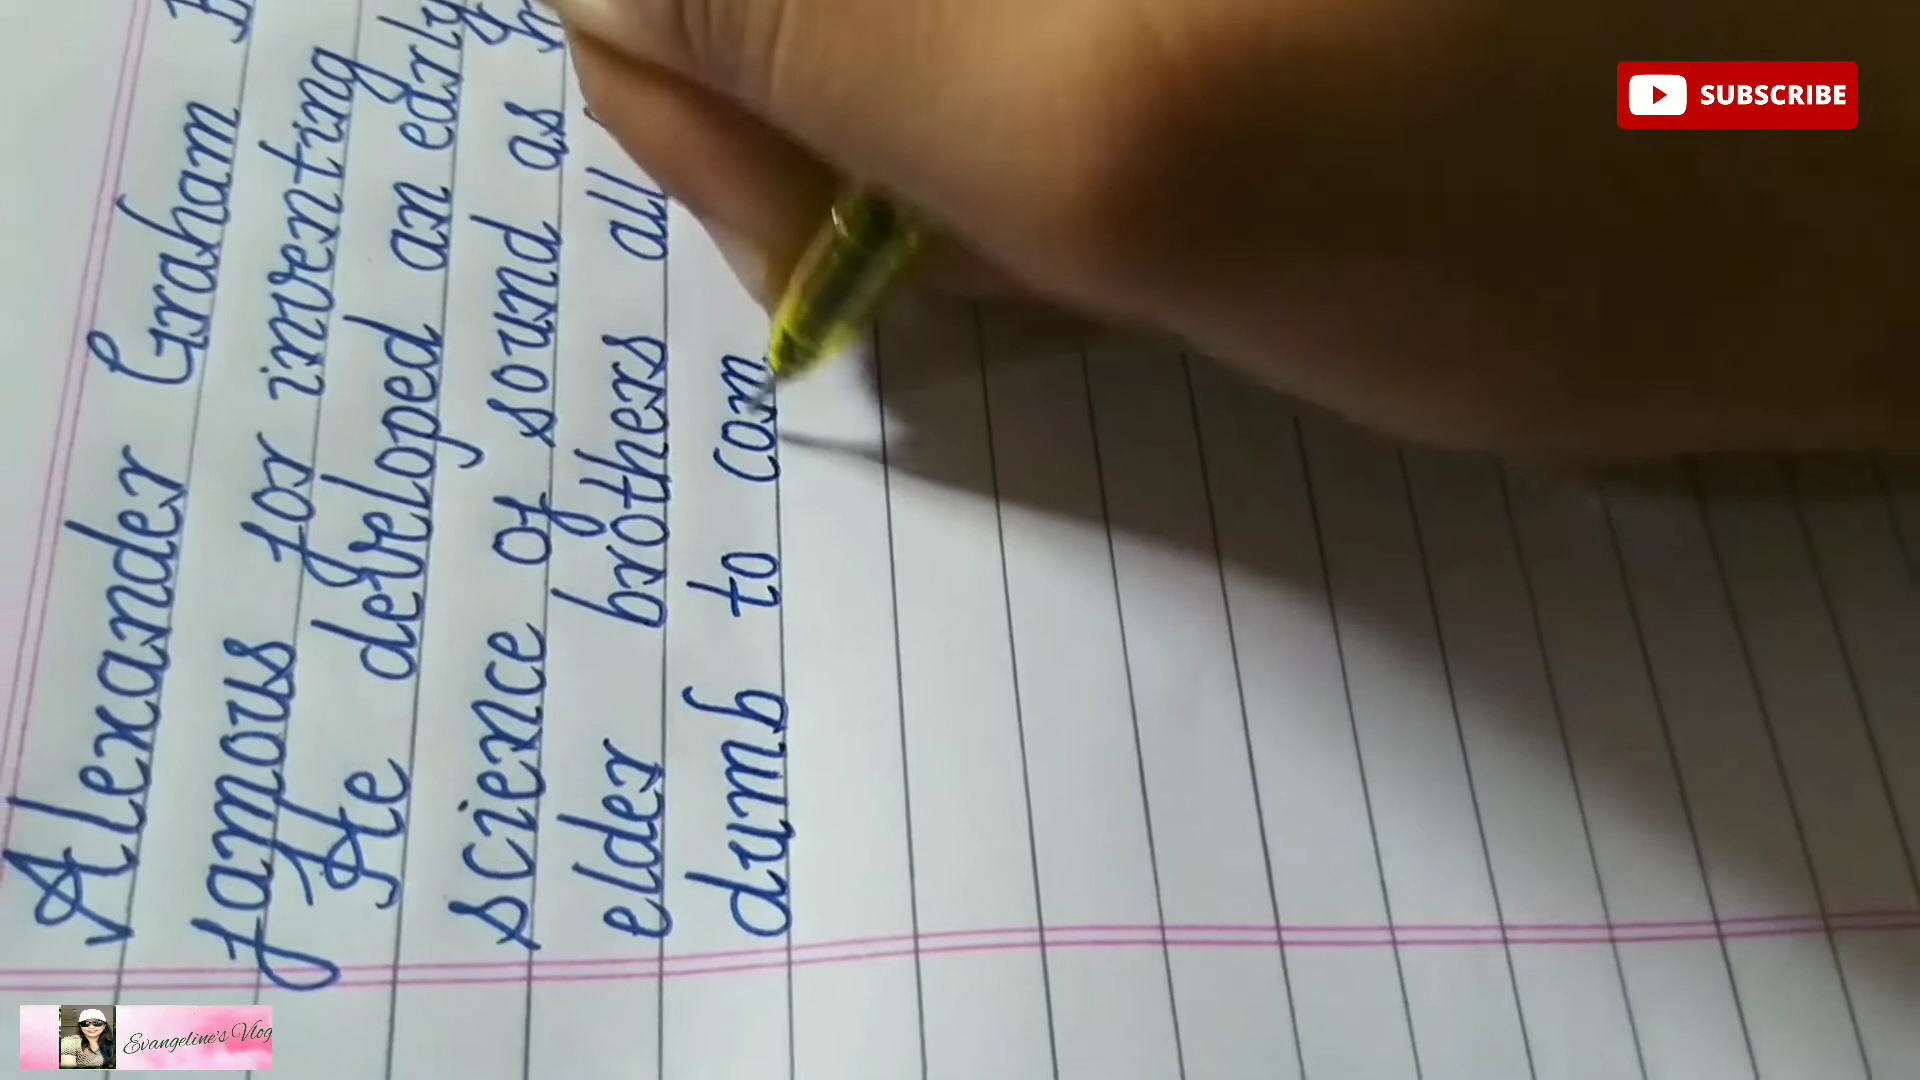 Alexander Graham
famous for inventing
He developed an early
science of sound as
elder brothers all
dumb to com
SUBSCRIBE
Evangeline's Vlog